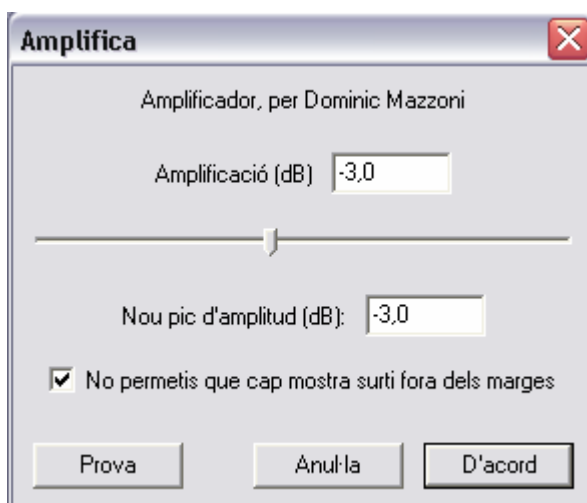 Amplifica
Amplificador, per Dominic Mazzoni
Amplificació (dB) -3,0
Nou pic d'amplitud (dB): -3,0
No permetis que cap mostra surti fora dels marges
Prova Anul·la D'acord